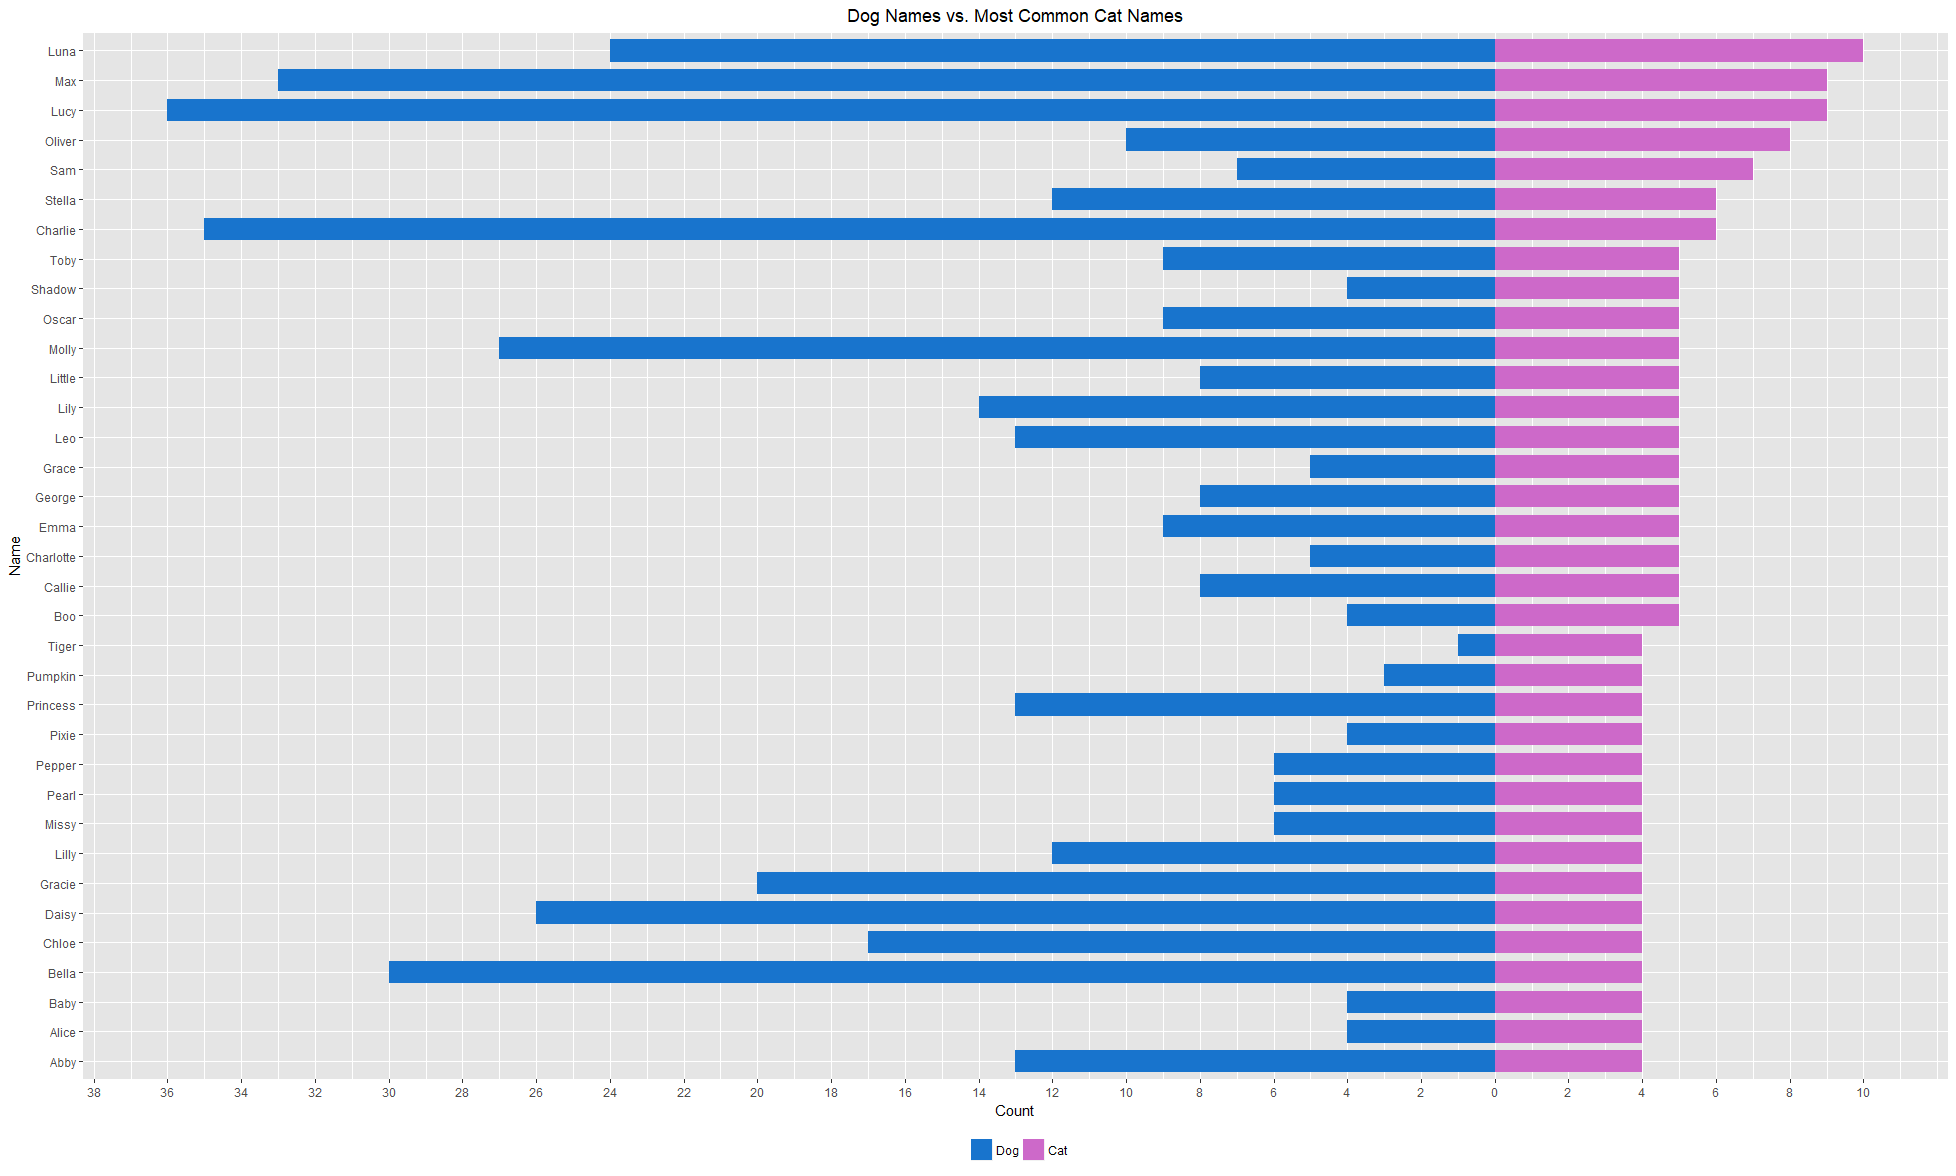 Dog Names vs. Most Common Cat Names
Luna
Max
Lucy
Oliver
Sam
Stella
Charlie
Toby
Shadow
Oscar
Molly
Little
Lily
Leo
Grace
George
Emma
Charlotte
Callie
Boo
Tiger
Pumpkin
Princess
Pixie
Pepper
Pearl
Missy
Lilly
Gracie
Daisy
Chloe
Bella
Baby
Alice
Abby
Name
38 36 34 32 30 28 26 24 22 20 18 16 14 12 10 8 6 4 2 0 2 4 6 8 10
Count
Dog Cat